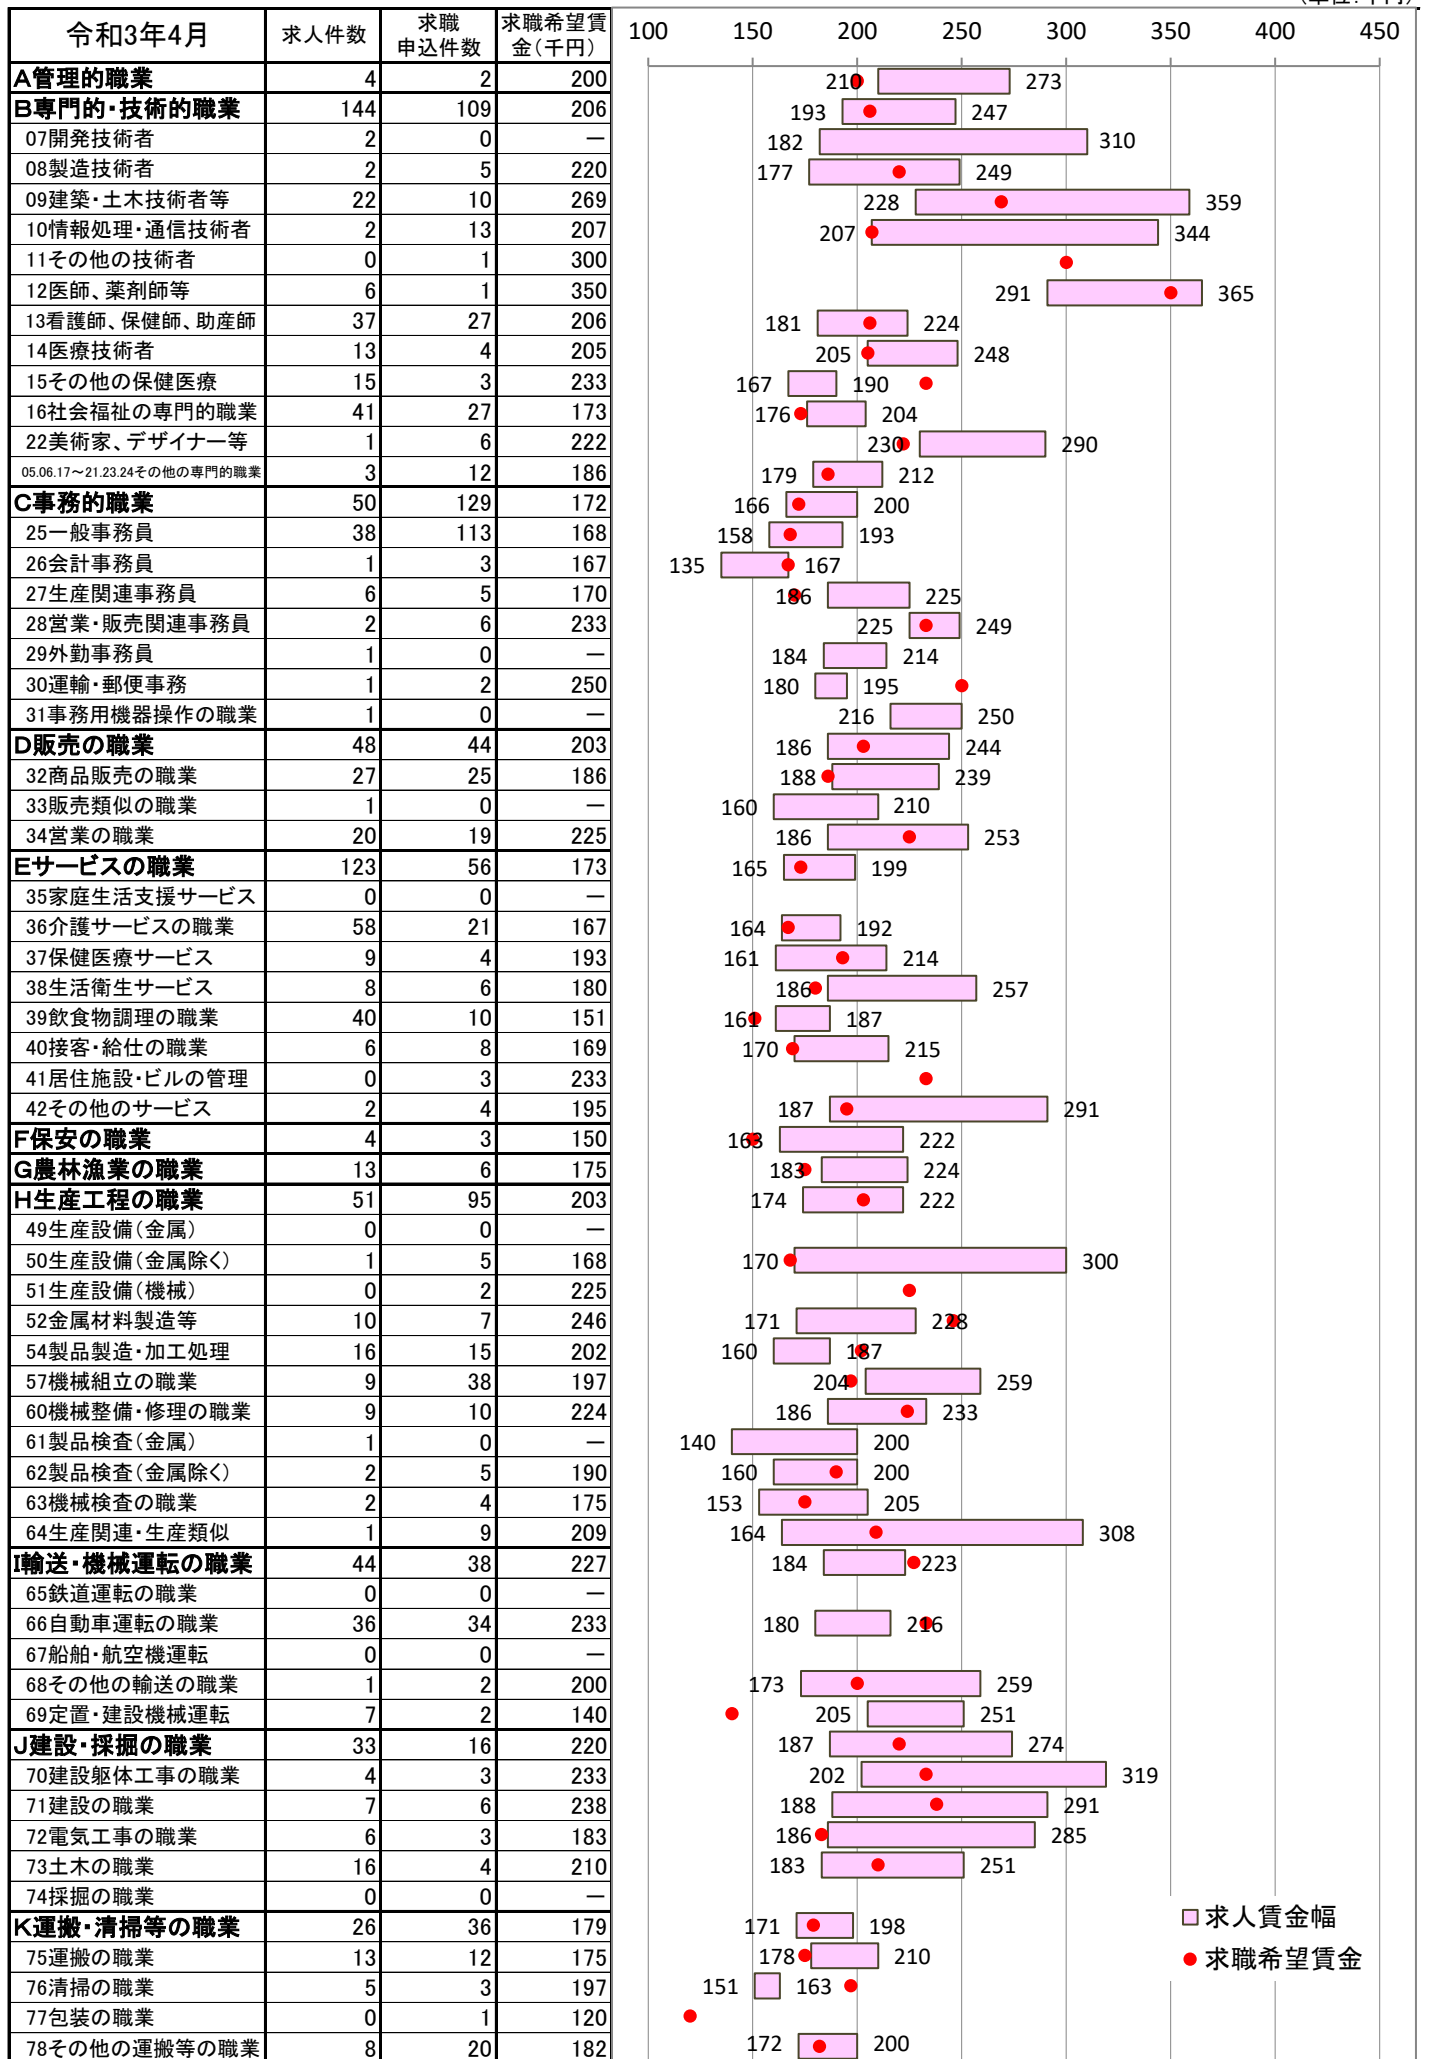 (単位:千円)
令和3年4月 求人件数 求職申込件数 求職希望賃金(千円) 100 150 200 250 300 350 400 450
A管理的職業 4 2 200 210 273
B専門的・技術的職業 144 109 206 193 247
07開発技術者 2 0 － 182 310
08製造技術者 2 5 220 177 249
09建築・土木技術者等 22 10 269 228 359
10情報処理・通信技術者 2 13 207 207 344
11その他の技術者 0 1 300
12医師、薬剤師等 6 1 350 291 365
13看護師、保健師、助産師 37 27 206 181 224
14医療技術者 13 4 205 205 248
15その他の保健医療 15 3 233 167 190
16社会福祉の専門的職業 41 27 173 176 204
22美術家、デザイナー等 1 6 222 230 290
05.06.17～21.23.24その他の専門的職業 3 12 186 179 212
C事務的職業 50 129 172 166 200
25一般事務員 38 113 168 158 193
26会計事務員 1 3 167 135 167
27生産関連事務員 6 5 170 186 225
28営業・販売関連事務員 2 6 233 225 249
29外勤事務員 1 0 － 184 214
30運輸・郵便事務 1 2 250 180 195
31事務用機器操作の職業 1 0 － 216 250
D販売の職業 48 44 203 186 244
32商品販売の職業 27 25 186 188 239
33販売類似の職業 1 0 － 160 210
34営業の職業 20 19 225 186 253
Eサービスの職業 123 56 173 165 199
35家庭生活支援サービス 0 0 －
36介護サービスの職業 58 21 167 164 192
37保健医療サービス 9 4 193 161 214
38生活衛生サービス 8 6 180 186 257
39飲食物調理の職業 40 10 151 161 187
40接客・給仕の職業 6 8 169 170 215
41居住施設・ビルの管理 0 3 233
42その他のサービス 2 4 195 187 291
F保安の職業 4 3 150 163 222
G農林漁業の職業 13 6 175 183 224
H生産工程の職業 51 95 203 174 222
49生産設備(金属) 0 0 －
50生産設備(金属除く) 1 5 168 170 300
51生産設備(機械) 0 2 225
52金属材料製造等 10 7 246 171 228
54製品製造・加工処理 16 15 202 160 187
57機械組立の職業 9 38 197 204 259
60機械整備・修理の職業 9 10 224 186 233
61製品検査(金属) 1 0 － 140 200
62製品検査(金属除く) 2 5 190 160 200
63機械検査の職業 2 4 175 153 205
64生産関連・生産類似 1 9 209 164 308
I輸送・機械運転の職業 44 38 227 184 223
65鉄道運転の職業 0 0 －
66自動車運転の職業 36 34 233 180 216
67船舶・航空機運転 0 0 －
68その他の輸送の職業 1 2 200 173 259
69定置・建設機械運転 7 2 140 205 251
J建設・採掘の職業 33 16 220 187 274
70建設躯体工事の職業 4 3 233 202 319
71建設の職業 7 6 238 188 291
72電気工事の職業 6 3 183 186 285
73土木の職業 16 4 210 183 251
74採掘の職業 0 0 －
K運搬・清掃等の職業 26 36 179 171 198 求人賃金幅
75運搬の職業 13 12 175 178 210 求職希望賃金
76清掃の職業 5 3 197 151 163
77包装の職業 0 1 120
78その他の運搬等の職業 8 20 182 172 200